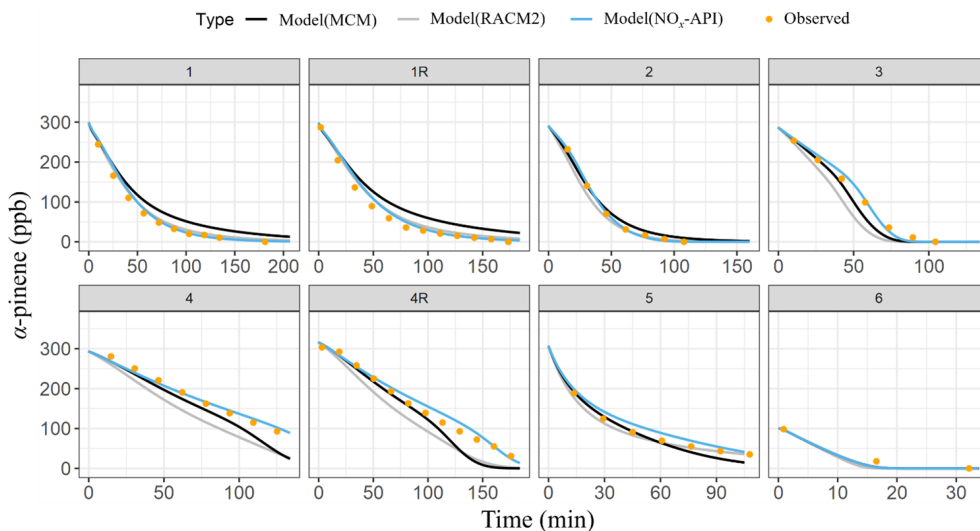 Type Model(MCM) Model(RACM2) Model(NOₓ-API) Observed
1 1R 2 3
300
200
100
0
0 50 100 150 200 0 50 100 150 0 50 100 150 0 50 100
4 4R 5 6
300
200
100
0
0 50 100 0 50 100 150 0 30 60 90 0 10 20 30
α-pinene (ppb)
Time (min)